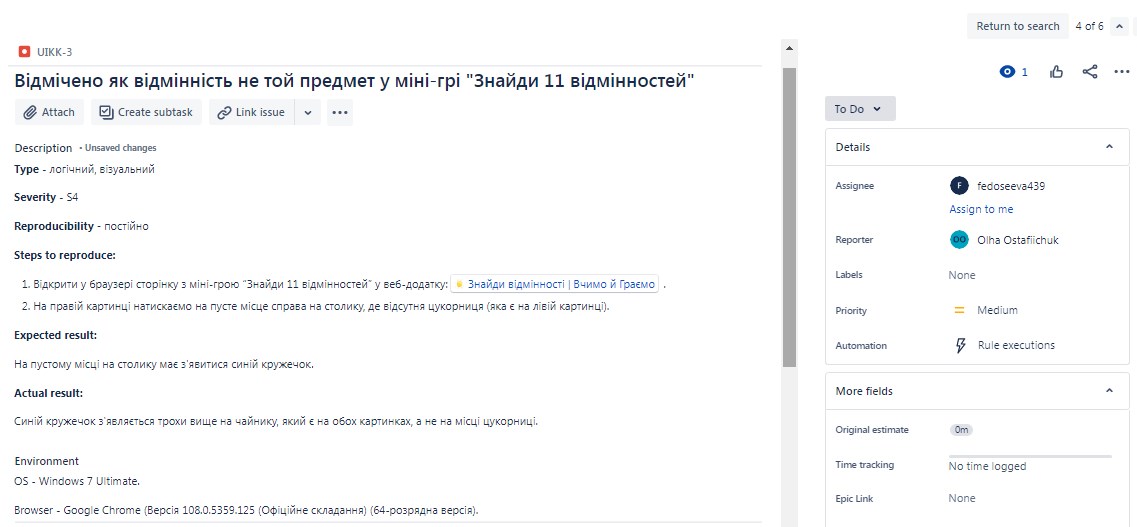 Return to search 4 of 6
UIKK-3
Відмічено як відмінність не той предмет у міні-грі "Знайди 11 відмінностей"
1
Attach Create subtask Link issue
To Do
Description • Unsaved changes
Type - логічний, візуальний
Severity - S4
Reproducibility - постійно
Steps to reproduce:
1. Відкрити у браузері сторінку з міні-грою "Знайди 11 відмінностей" у веб-додатку: Знайди відмінності | Вчимо й Граємо .
2. На правій картинці натискаємо на пусте місце справа на столику, де відсутня цукорниця (яка є на лівій картинці).
Expected result:
На пустому місці на столику має з'явитися синій кружечок.
Actual result:
Синій кружечок з'являється трохи вище на чайнику, який є на обох картинках, а не на місці цукорниці.
Environment
OS - Windows 7 Ultimate.
Browser - Google Chrome (Версія 108.0.5359.125 (Офіційне складання) (64-розрядна версія).
Details
Assignee F fedoseeva439
Assign to me
Reporter OO Olha Ostafiichuk
Labels None
Priority Medium
Automation Rule executions
More fields
Original estimate 0m
Time tracking No time logged
Epic Link None